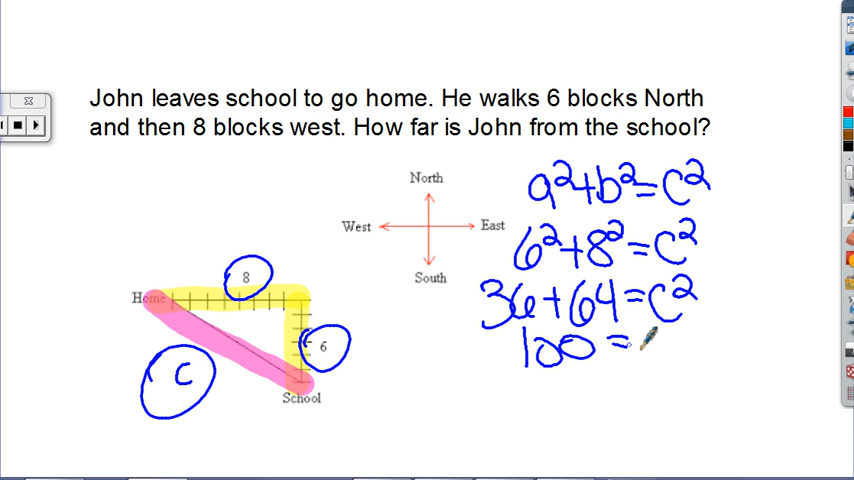 John leaves school to go home. He walks 6 blocks North
and then 8 blocks west. How far is John from the school?
North
West
East
South
a²+b²=c²
6²+8²=c²
36+64=c²
100=
8
Home
6
C
School